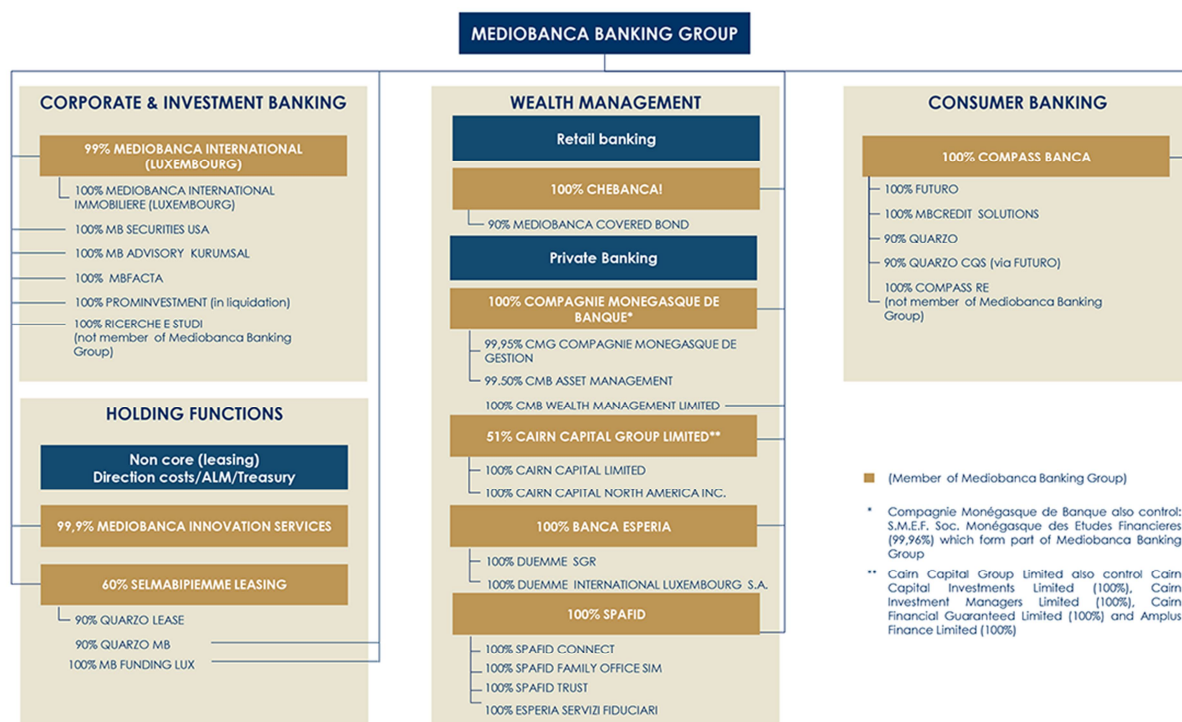 MEDIOBANCA BANKING GROUP
CORPORATE & INVESTMENT BANKING
99% MEDIOBANCA INTERNATIONAL
(LUXEMBOURG)
100% MEDIOBANCA INTERNATIONAL
IMMOBILIERE (LUXEMBOURG)
100% MB SECURITIES USA
100% MB ADVISORY KURUMSAL
100% MBFACTA
100% PROMINVESTMENT (in liquidation)
100% RICERCHE E STUDI
(not member of Mediobanca Banking
Group)
HOLDING FUNCTIONS
Non core (leasing)
Direction costs/ALM/Treasury
99,9% MEDIOBANCA INNOVATION SERVICES
60% SELMABIPIEMME LEASING
90% QUARZO LEASE
90% QUARZO MB
100% MB FUNDING LUX
WEALTH MANAGEMENT
Retail banking
100% CHEBANCA!
90% MEDIOBANCA COVERED BOND
Private Banking
100% COMPAGNIE MONEGASQUE DE
BANQUE*
99,95% CMG COMPAGNIE MONEGASQUE DE
GESTION
99.50% CMB ASSET MANAGEMENT
100% CMB WEALTH MANAGEMENT LIMITED
51% CAIRN CAPITAL GROUP LIMITED**
100% CAIRN CAPITAL LIMITED
100% CAIRN CAPITAL NORTH AMERICA INC.
100% BANCA ESPERIA
100% DUEMME SGR
100% DUEMME INTERNATIONAL LUXEMBOURG S.A.
100% SPAFID
100% SPAFID CONNECT
100% SPAFID FAMILY OFFICE SIM
100% SPAFID TRUST
100% ESPERIA SERVIZI FIDUCIARI
CONSUMER BANKING
100% COMPASS BANCA
100% FUTURO
100% MBCREDIT SOLUTIONS
90% QUARZO
90% QUARZO CQS (via FUTURO)
100% COMPASS RE
(not member of Mediobanca Banking
Group)
(Member of Mediobanca Banking Group)
* Compagnie Monégasque de Banque also control:
S.M.E.F. Soc. Monégasque des Etudes Financieres
(99,96%) which form part of Mediobanca Banking
Group
** Cairn Capital Group Limited also control Cairn
Capital Investments Limited (100%), Cairn
Investment Managers Limited (100%), Cairn
Financial Guaranteed Limited (100%) and Amplus
Finance Limited (100%)